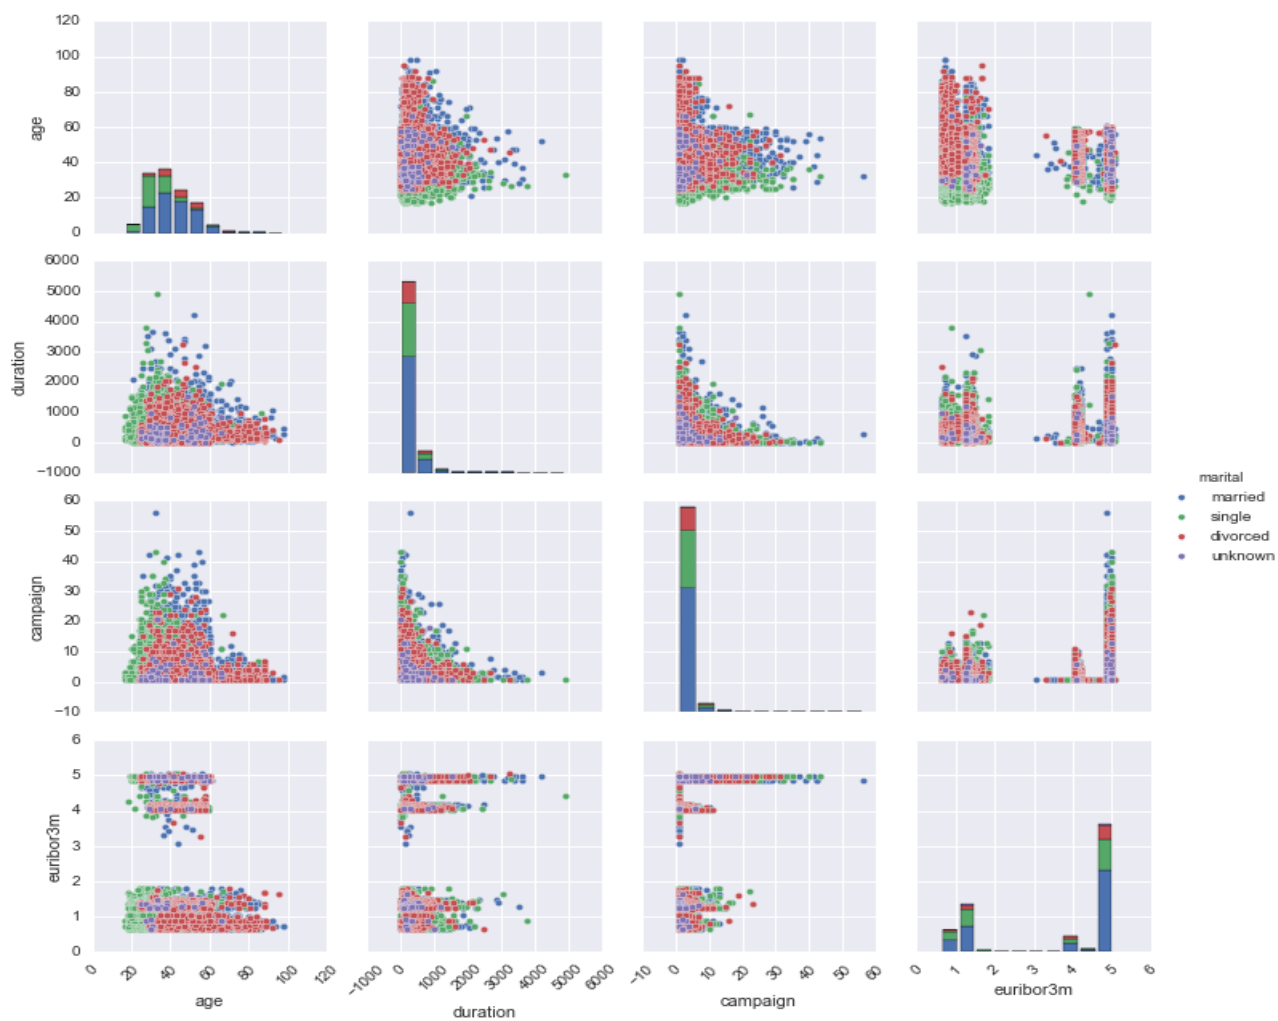 120
100
80
60
40
20
0
age
6000
5000
4000
3000
2000
1000
0
−1000
duration
60
50
40
30
20
10
0
−10
campaign
marital
married
single
divorced
unknown
6
5
4
3
2
1
0
euribor3m
0 20 40 60 80 100 120
age
−1000 0 1000 2000 3000 4000 5000 6000
duration
−10 0 10 20 30 40 50 60
campaign
0 1 2 3 4 5 6
euribor3m